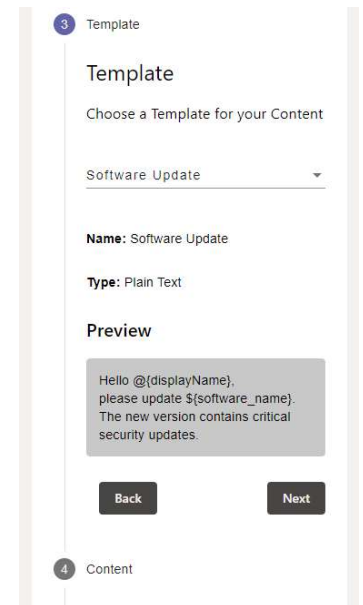 3 Template
Template
Choose a Template for your Content
Software Update
Name: Software Update
Type: Plain Text
Preview
Hello @{displayName},
please update ${software_name}.
The new version contains critical
security updates.
Back Next
4 Content